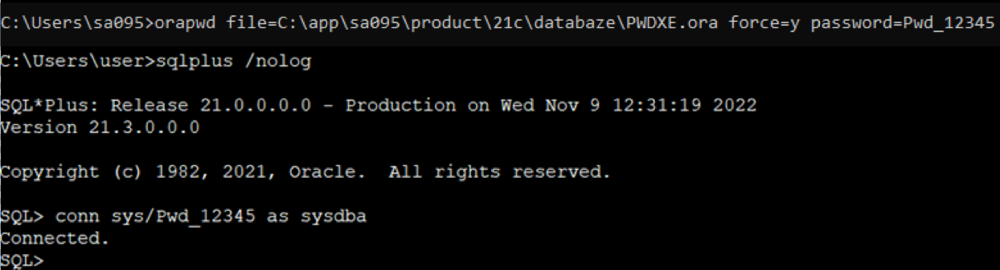 C:\Users\sa095>orapwd file=C:\app\sa095\product\21c\databaze\PWDXE.ora force=y password=Pwd_12345
C:\Users\user>sqlplus /nolog
SQL*Plus: Release 21.0.0.0.0 - Production on Wed Nov 9 12:31:19 2022
Version 21.3.0.0.0
Copyright (c) 1982, 2021, Oracle.  All rights reserved.
SQL> conn sys/Pwd_12345 as sysdba
Connected.
SQL>